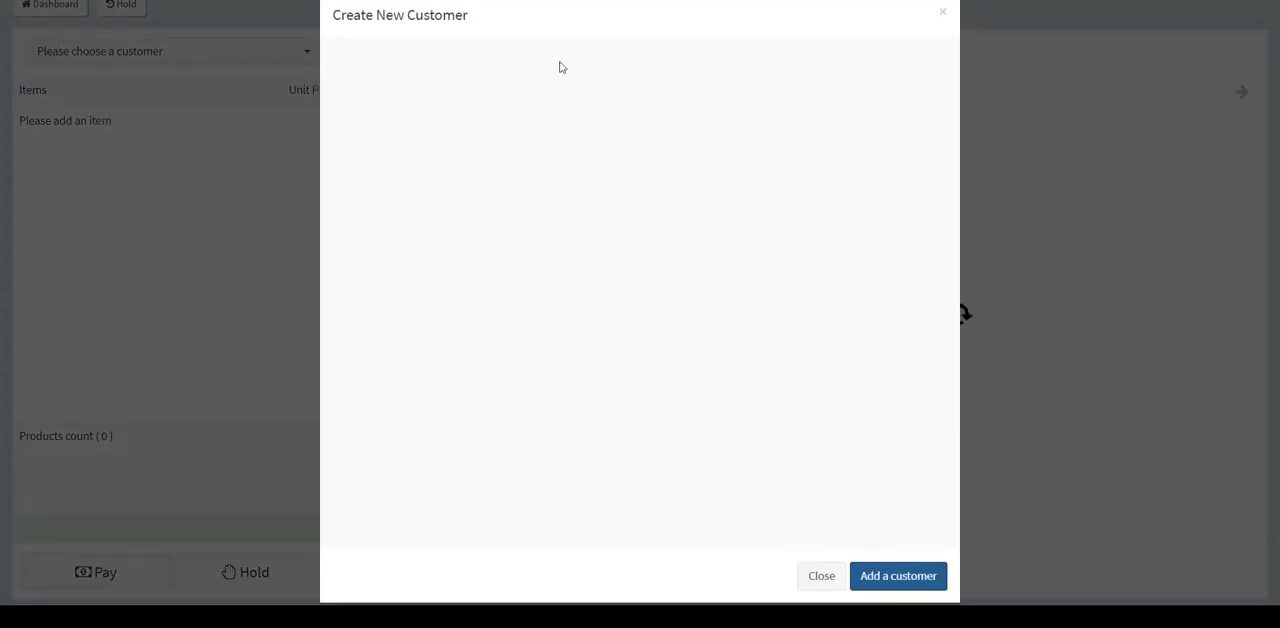 Dashboard
Hold
Create New Customer
×
Please choose a customer
Items
Unit P
Please add an item
Products count ( 0 )
Pay
Hold
Close
Add a customer